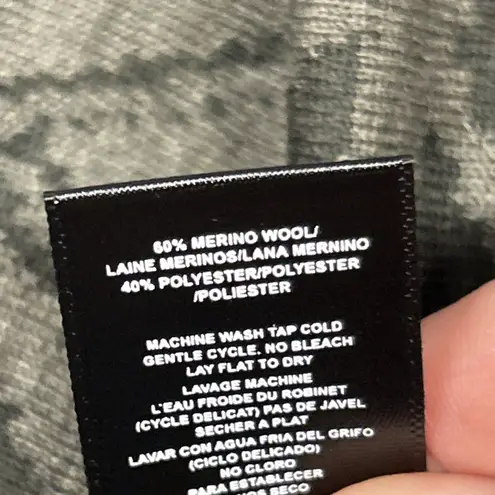 60% MERINO WOOL/
LAINE MERINOS/LANA MERNINO
40% POLYESTER/POLYESTER
/POLIESTER
MACHINE WASH TAP COLD
GENTLE CYCLE. NO BLEACH
LAY FLAT TO DRY
LAVAGE MACHINE
L'EAU FROIDE DU ROBINET
(CYCLE DELICAT) PAS DE JAVEL
SECHER A PLAT
LAVAR CON AGUA FRIA DEL GRIFO
(CICLO DELICADO)
NO CLORO
PARA ESTABLECER
NOS SECO